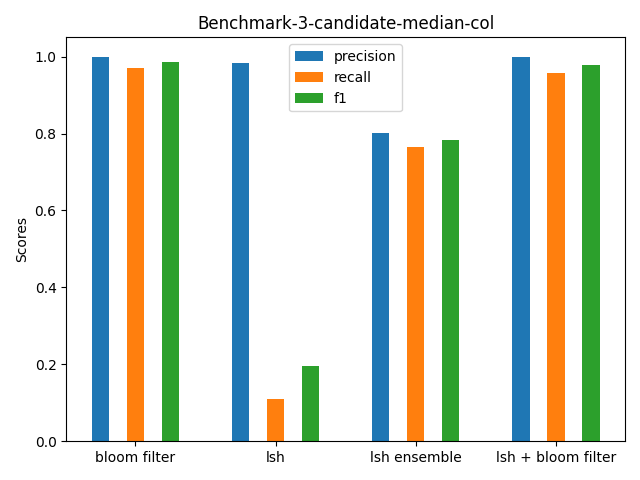 Benchmark-3-candidate-median-col
precision
recall
f1
Scores
1.0
0.8
0.6
0.4
0.2
0.0
bloom filter
lsh
lsh ensemble
lsh + bloom filter